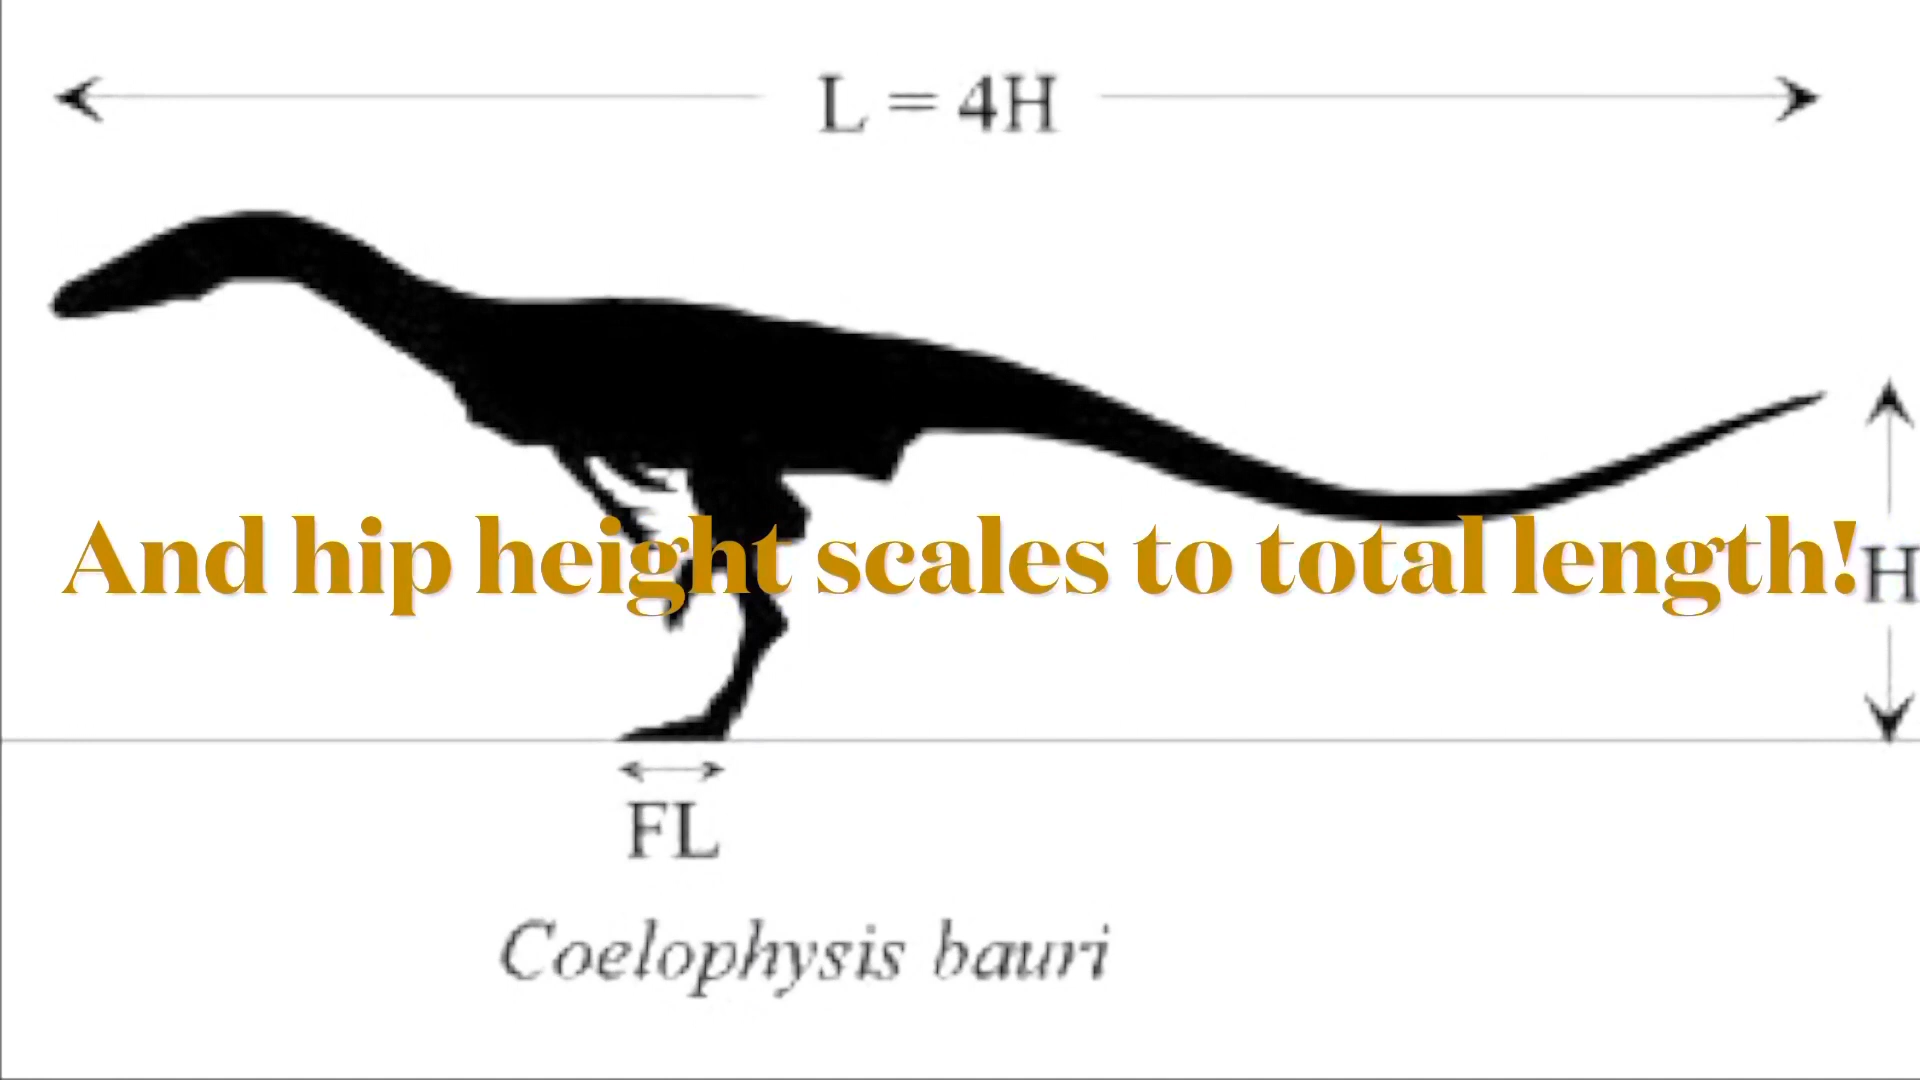 L = 4H
And hip height scales to total length!
H
FL
Coelophysis bauri